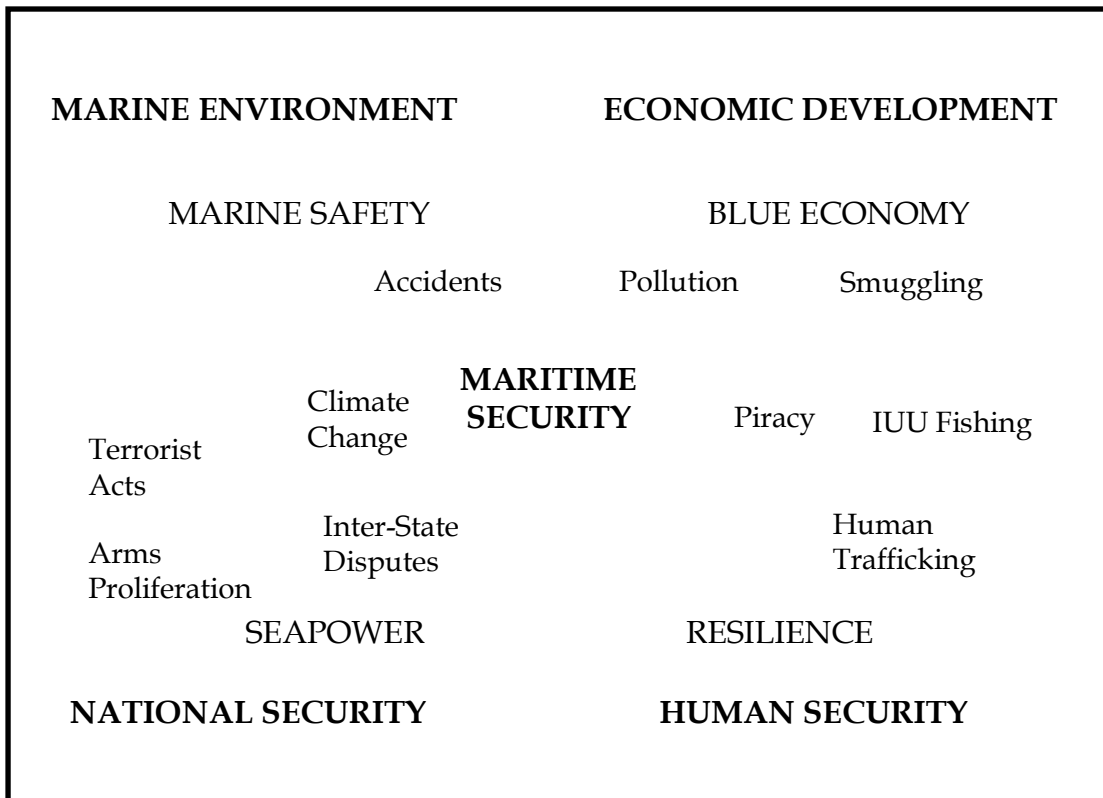 MARINE ENVIRONMENT
ECONOMIC DEVELOPMENT
MARINE SAFETY
BLUE ECONOMY
Accidents
Pollution
Smuggling
MARITIME
SECURITY
Climate
Change
Piracy
IUU Fishing
Terrorist
Acts
Inter-State
Disputes
Human
Trafficking
Arms
Proliferation
SEAPOWER
RESILIENCE
NATIONAL SECURITY
HUMAN SECURITY